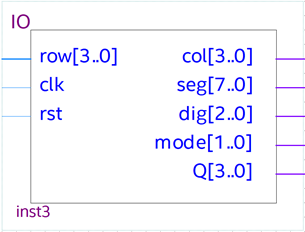 IO
row[3..0] col[3..0]
clk seg[7..0]
rst dig[2..0]
mode[1..0]
Q[3..0]
inst3